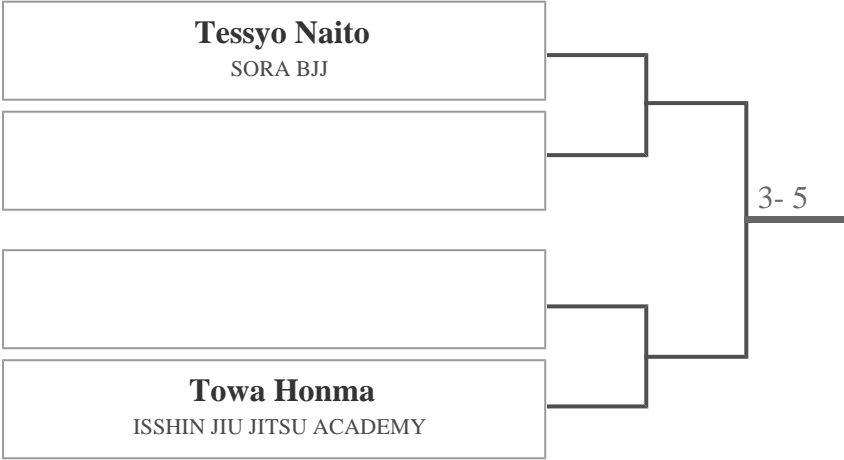 Tessyo Naito
SORA BJJ
3- 5
Towa Honma
ISSHIN JIU JITSU ACADEMY